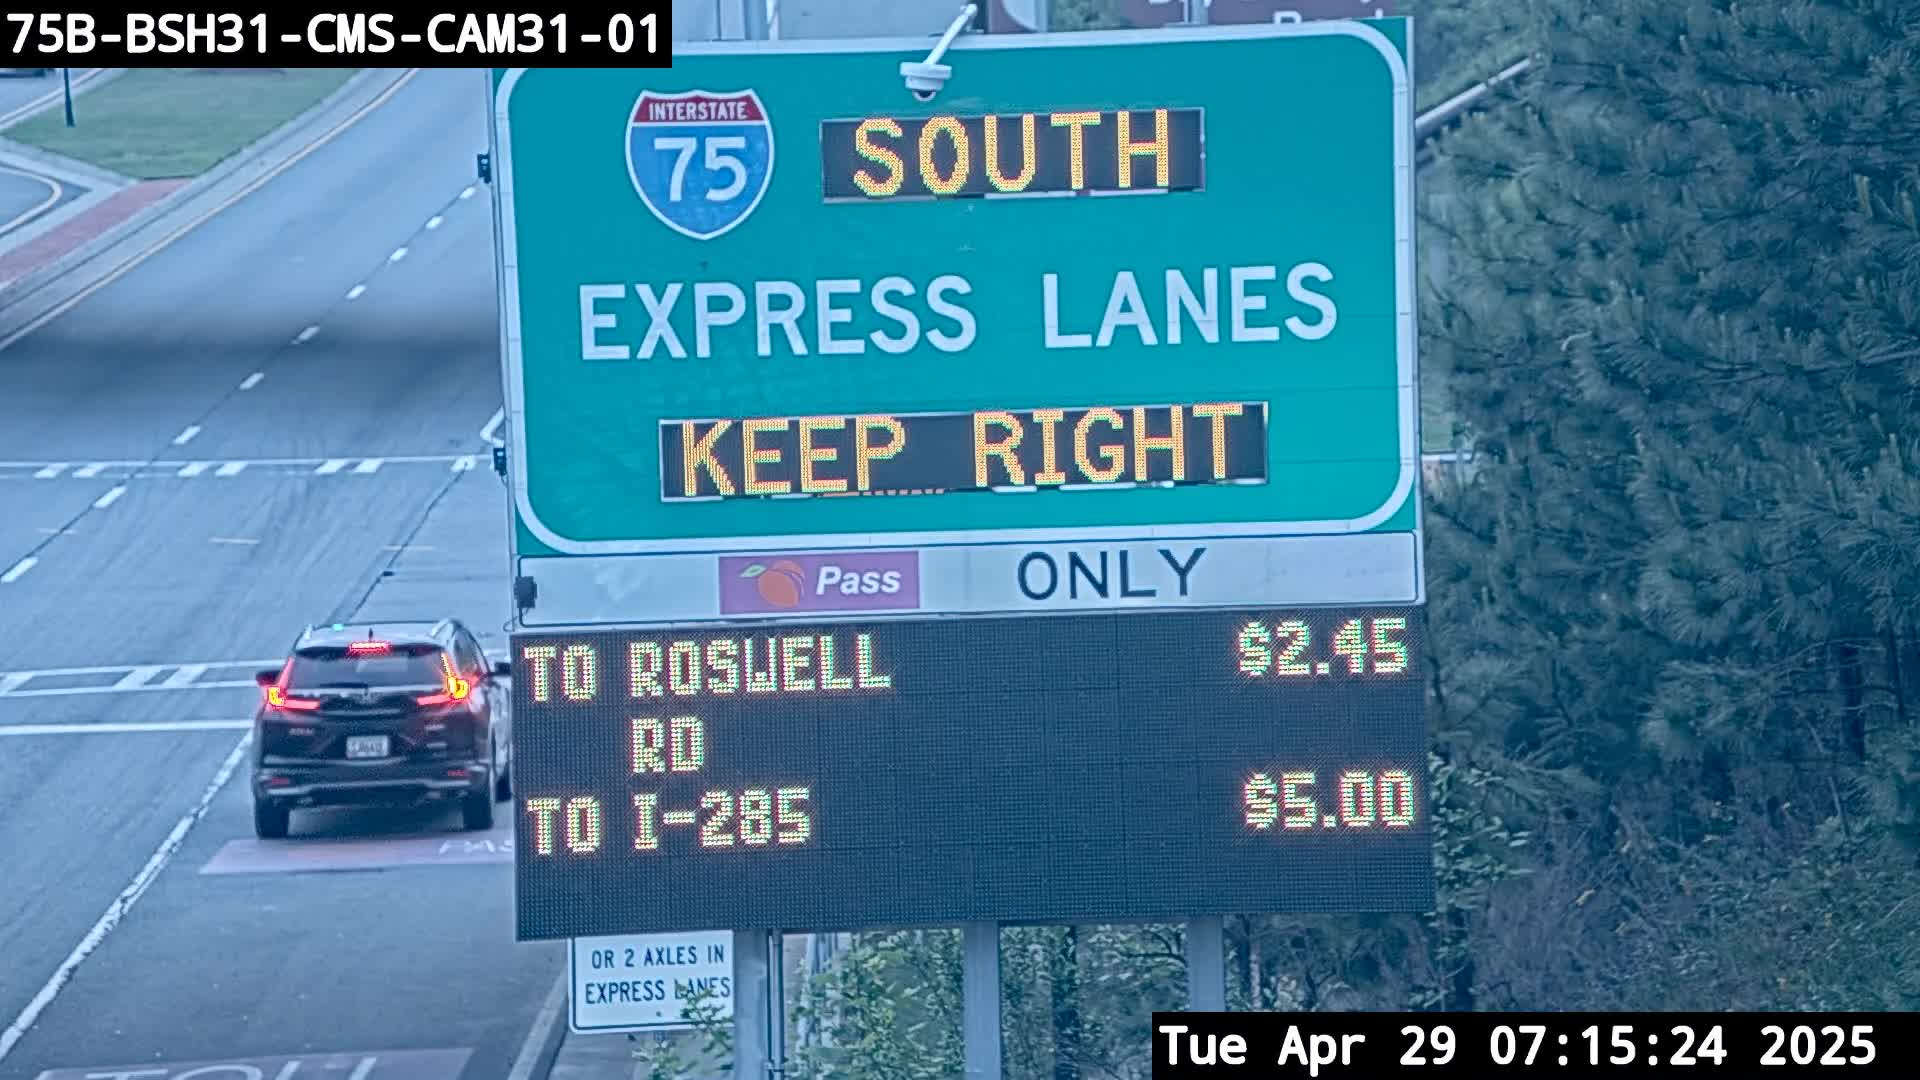 75B-BSH31-CMS-CAM31-01
INTERSTATE
75
SOUTH
EXPRESS LANES
KEEP RIGHT
Pass ONLY
TO ROSWELL $2.45
RD
TO I-285 $5.00
OR 2 AXLES IN
EXPRESS LANES
TOLL
Tue Apr 29 07:15:24 2025